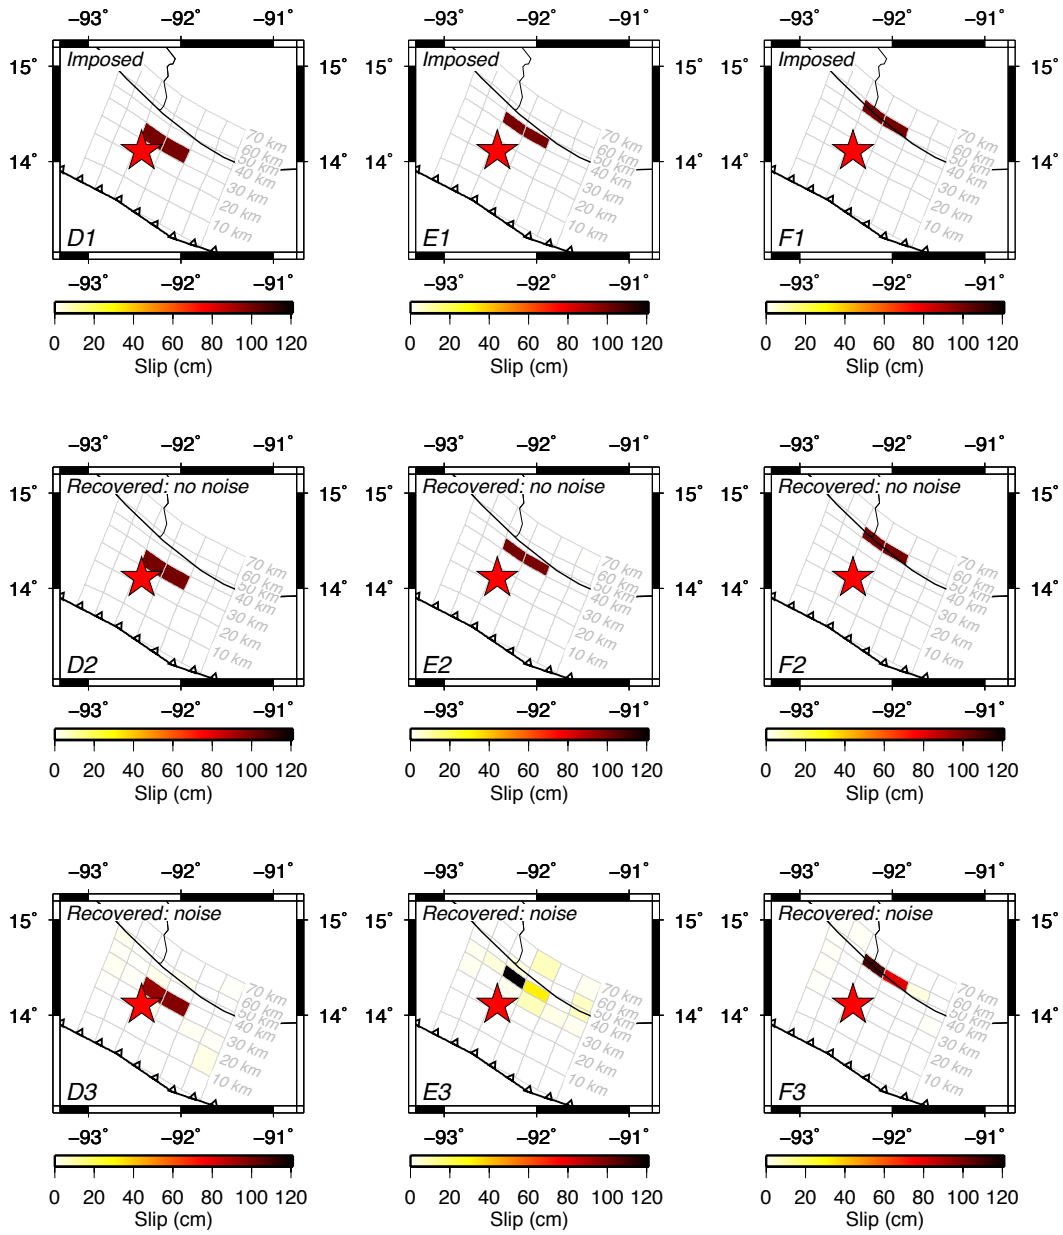 −93° −92° −91° −93° −92° −91° −93° −92° −91°
Imposed Imposed Imposed
15° 15° 15° 15°
70 km 70 km 70 km
60 km 60 km 60 km
14° 14° 14° 14°
50 km 50 km 50 km
40 km 40 km 40 km
30 km 30 km 30 km
20 km 20 km 20 km
10 km 10 km 10 km
D1 E1 F1
−93° −92° −91° −93° −92° −91° −93° −92° −91°
0 20 40 60 80 100 120 0 20 40 60 80 100 120 0 20 40 60 80 100 120
Slip (cm) Slip (cm) Slip (cm)
−93° −92° −91° −93° −92° −91° −93° −92° −91°
Recovered: no noise Recovered: no noise Recovered: no noise
15° 15° 15° 15°
70 km 70 km 70 km
60 km 60 km 60 km
14° 14° 14° 14°
50 km 50 km 50 km
40 km 40 km 40 km
30 km 30 km 30 km
20 km 20 km 20 km
10 km 10 km 10 km
D2 E2 F2
−93° −92° −91° −93° −92° −91° −93° −92° −91°
0 20 40 60 80 100 120 0 20 40 60 80 100 120 0 20 40 60 80 100 120
Slip (cm) Slip (cm) Slip (cm)
−93° −92° −91° −93° −92° −91° −93° −92° −91°
Recovered: noise Recovered: noise Recovered: noise
15° 15° 15° 15°
70 km 70 km 70 km
60 km 60 km 60 km
14° 14° 14° 14°
50 km 50 km 50 km
40 km 40 km 40 km
30 km 30 km 30 km
20 km 20 km 20 km
10 km 10 km 10 km
D3 E3 F3
−93° −92° −91° −93° −92° −91° −93° −92° −91°
0 20 40 60 80 100 120 0 20 40 60 80 100 120 0 20 40 60 80 100 120
Slip (cm) Slip (cm) Slip (cm)